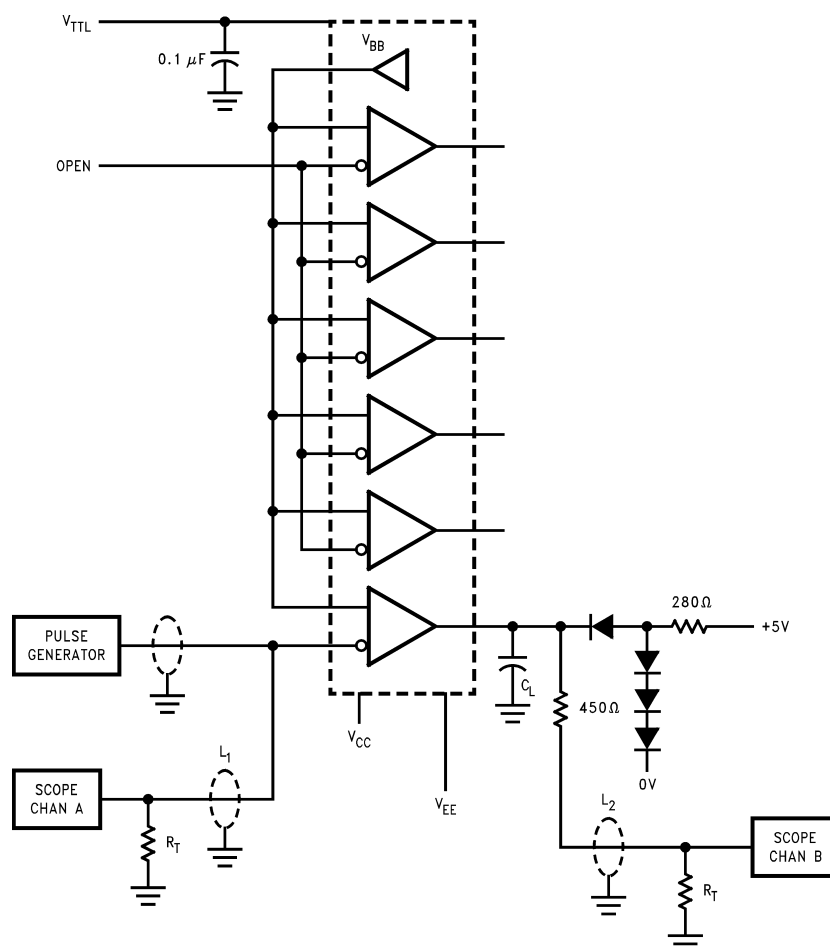 V_TTL
0.1 μF
V_BB
OPEN
280Ω
+5V
PULSE
GENERATOR
C_L
450Ω
V_CC
0V
L_1
SCOPE
CHAN A
V_EE
L_2
R_T
SCOPE
CHAN B
R_T